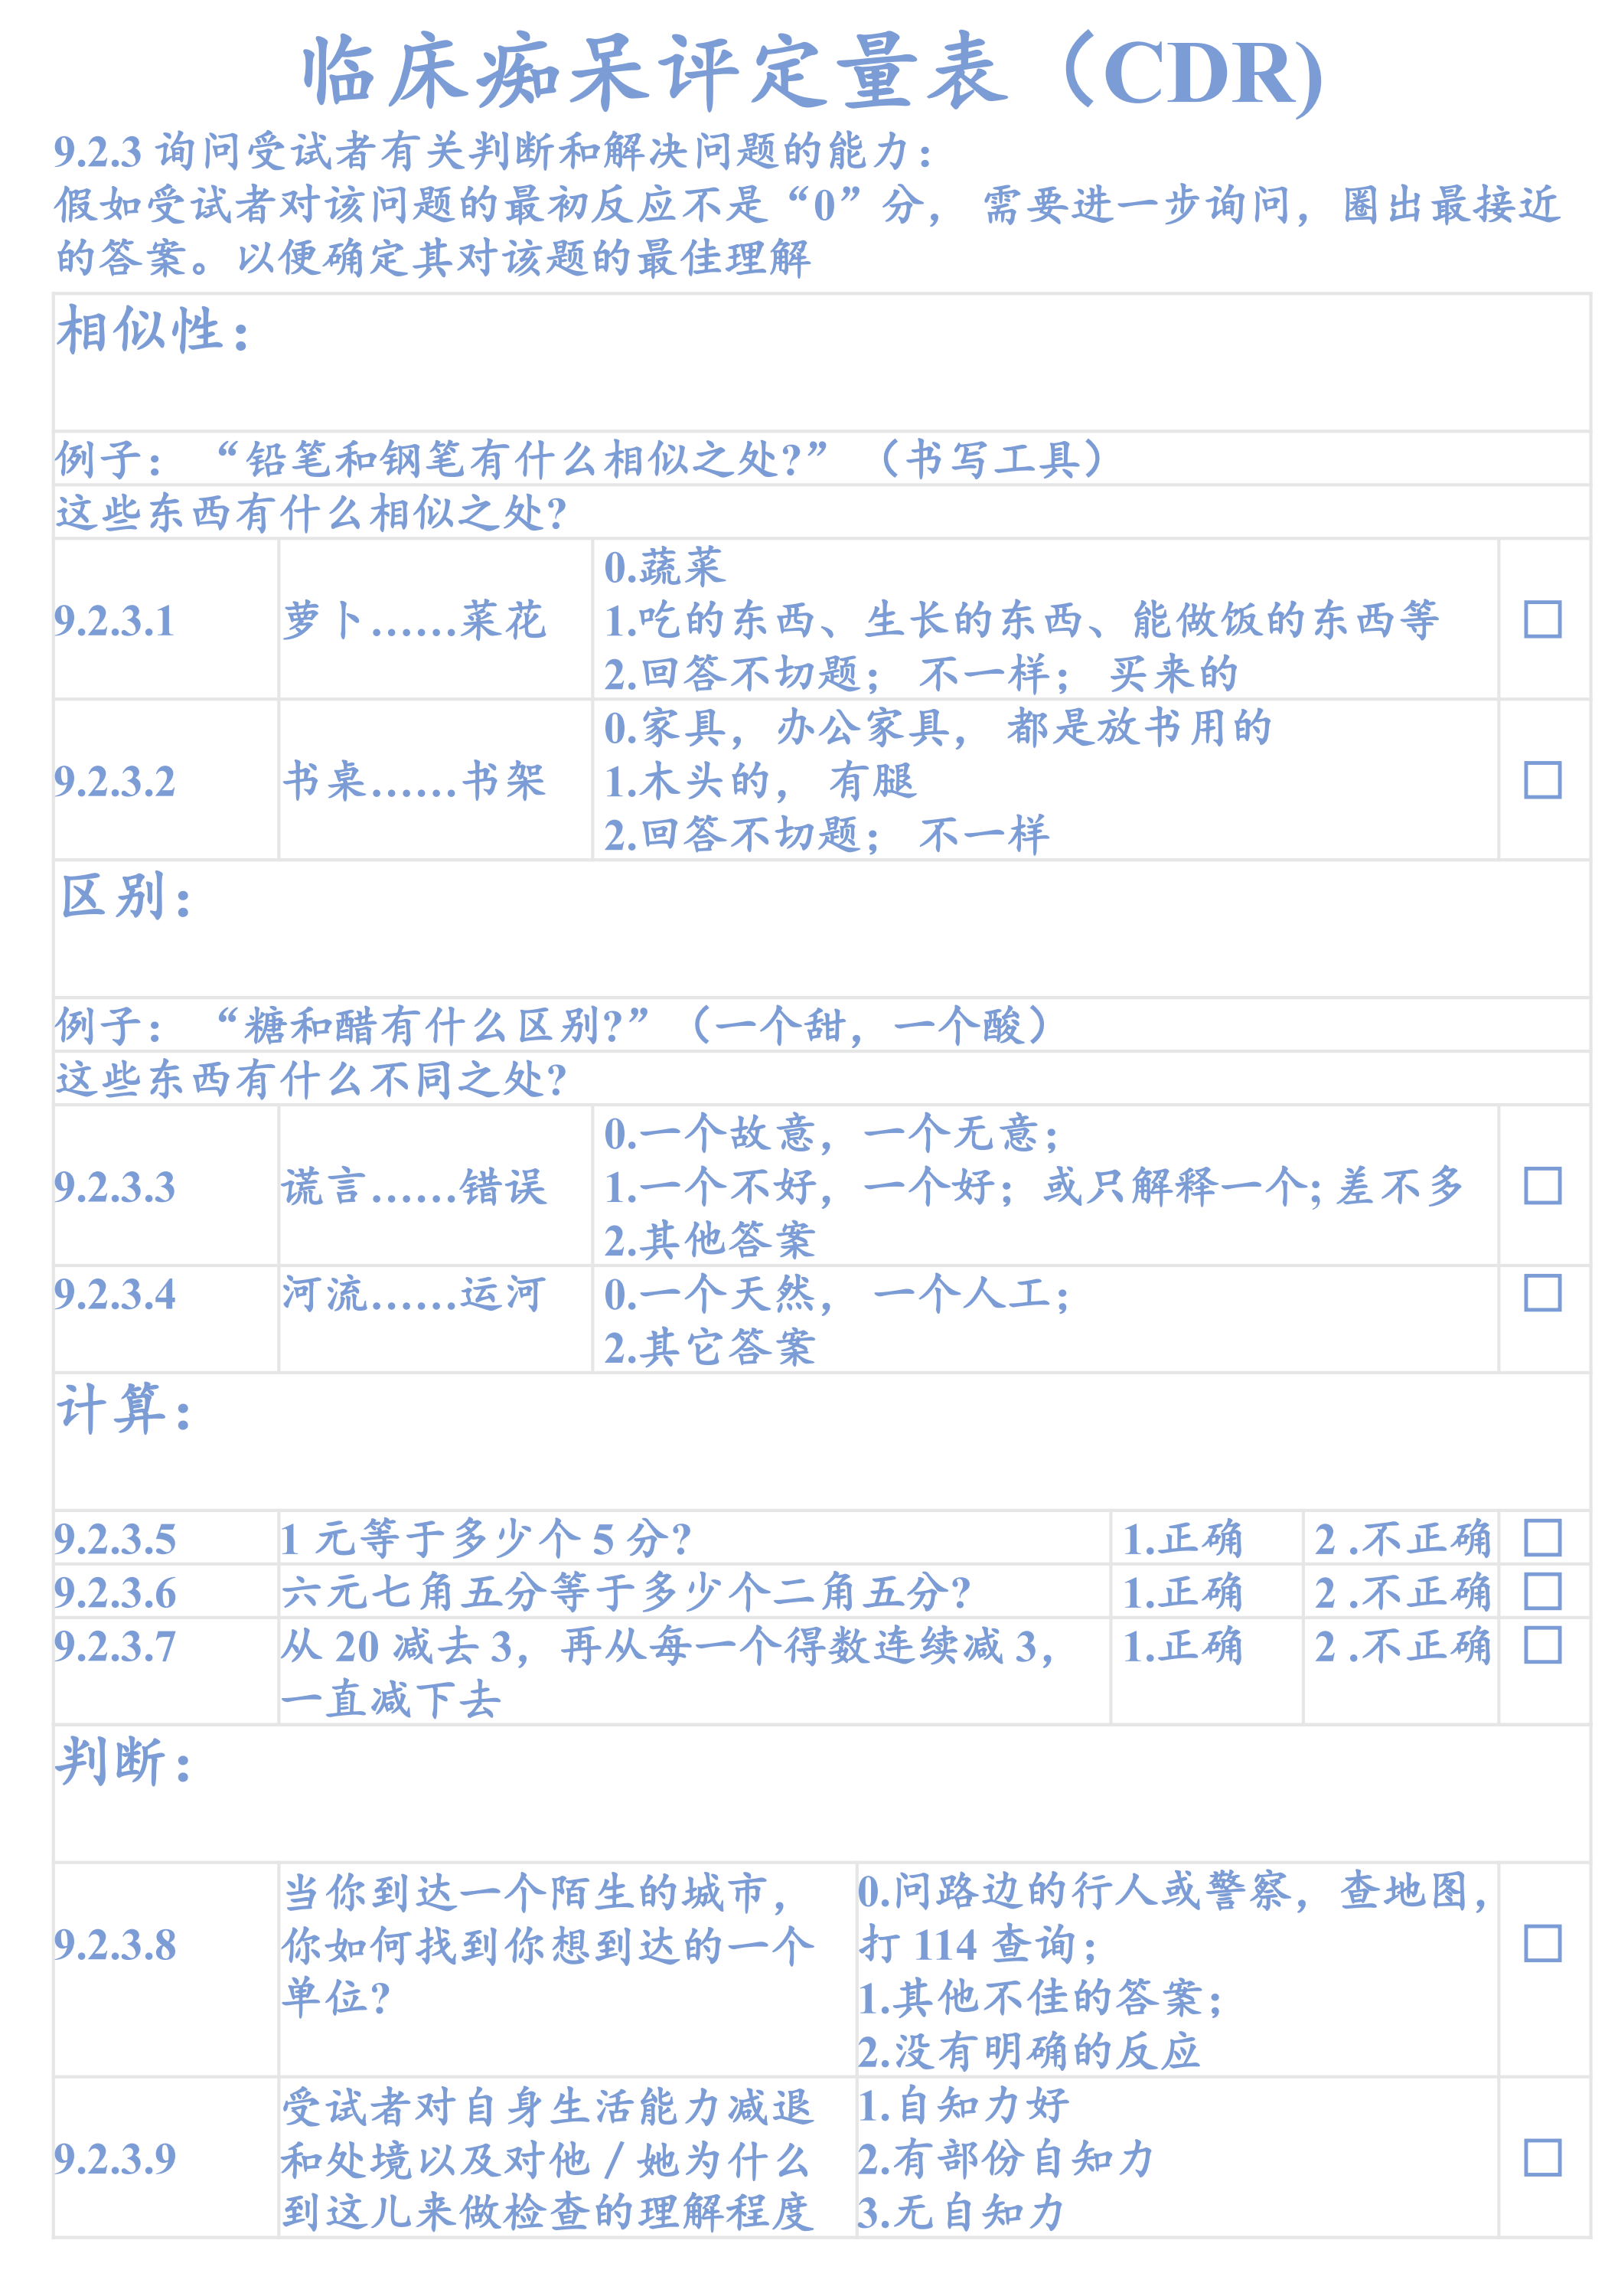 临床痴呆评定量表（CDR)
9.2.3 询问受试者有关判断和解决问题的能力：
假如受试者对该问题的最初反应不是“0”分， 需要进一步询问，圈出最接近
的答案。以便确定其对该题的最佳理解
相似性：
例子： “铅笔和钢笔有什么相似之处?” （书写工具）
这些东西有什么相似之处?
9.2.3.1 萝卜……菜花
0.蔬菜
1.吃的东西、生长的东西、能做饭的东西等
2.回答不切题； 不一样； 买来的
□
9.2.3.2 书桌……书架
0.家具，办公家具， 都是放书用的
1.木头的， 有腿
2.回答不切题； 不一样
□
区别：
例子： “糖和醋有什么区别?”（一个甜，一个酸）
这些东西有什么不同之处?
9.2.3.3 谎言……错误
0.一个故意，一个无意；
1.一个不好，一个好；或只解释一个; 差不多
2.其他答案
□
9.2.3.4 河流……运河
0.一个天然， 一个人工；
2.其它答案
□
计算：
9.2.3.5 1 元等于多少个 5 分? 1.正确 2 .不正确 □
9.2.3.6 六元七角五分等于多少个二角五分? 1.正确 2 .不正确 □
9.2.3.7 从 20 减去 3，再从每一个得数连续减 3， 1.正确 2 .不正确 □
一直减下去
判断：
9.2.3.8
当你到达一个陌生的城市，
你如何找到你想到达的一个
单位?
0.问路边的行人或警察，查地图，
打 114 查询；
1.其他不佳的答案；
2.没有明确的反应
□
9.2.3.9
受试者对自身生活能力减退
和处境以及对他／她为什么
到这儿来做检查的理解程度
1.自知力好
2.有部份自知力
3.无自知力
□